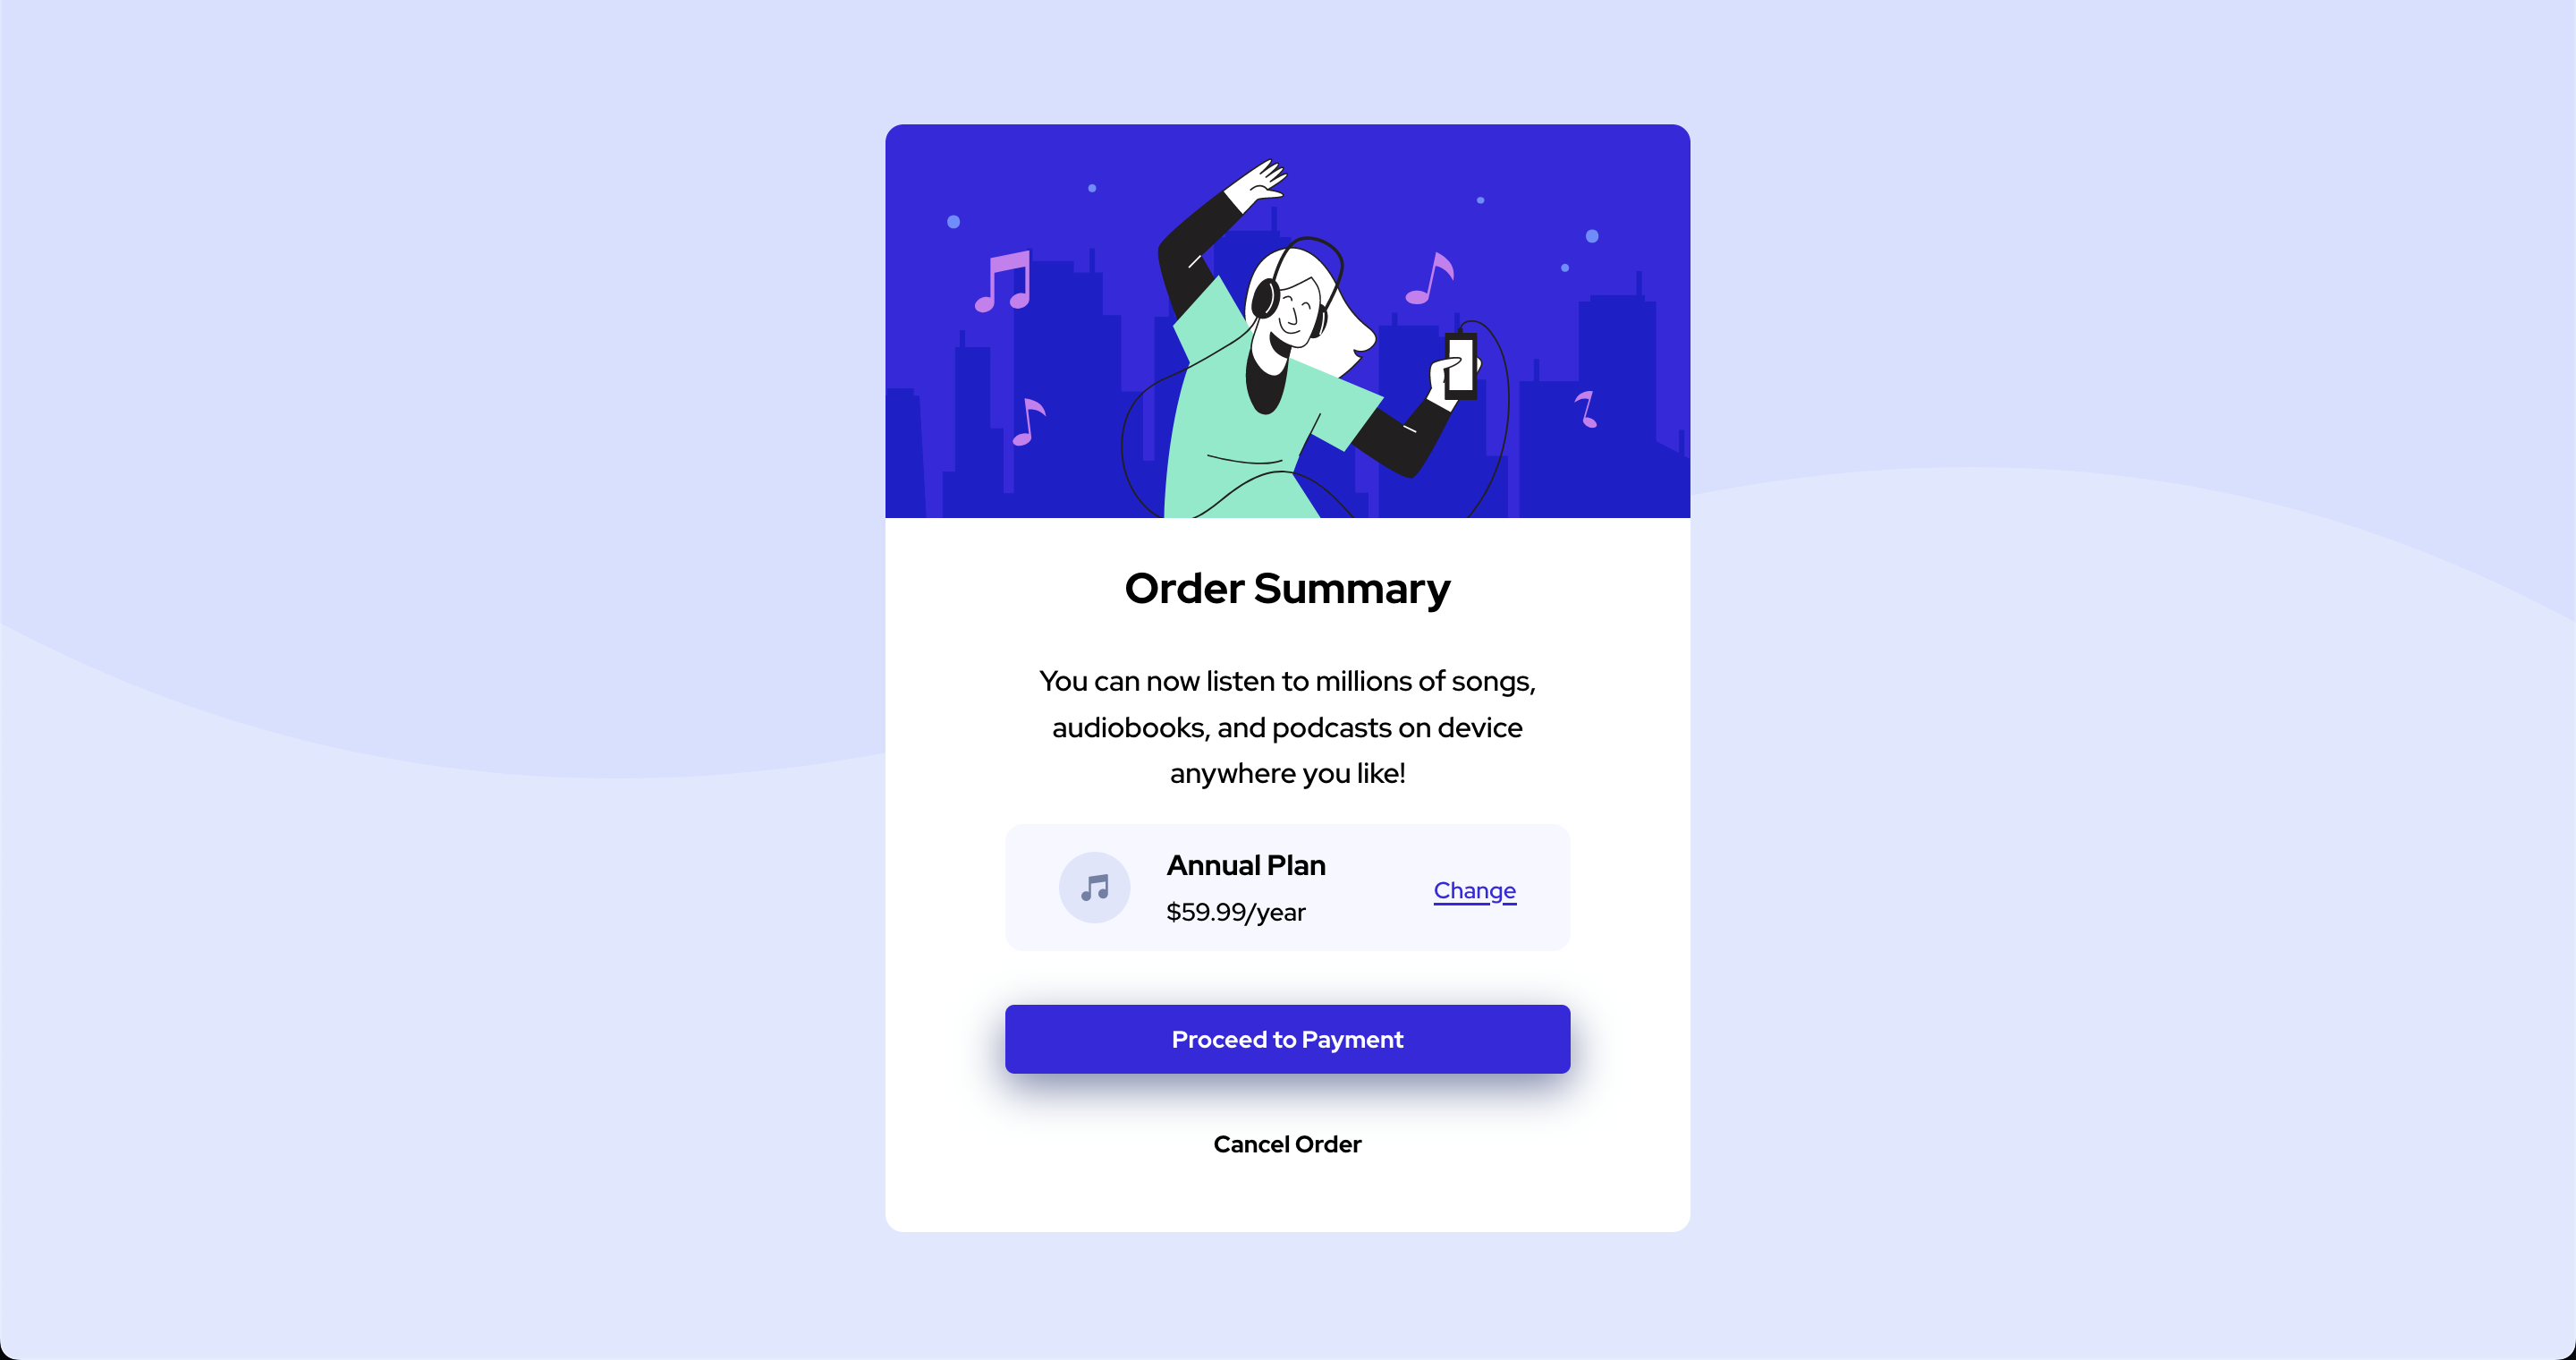 Order Summary
You can now listen to millions of songs,
audiobooks, and podcasts on device
anywhere you like!
Annual Plan
$59.99/year
Change
Proceed to Payment
Cancel Order